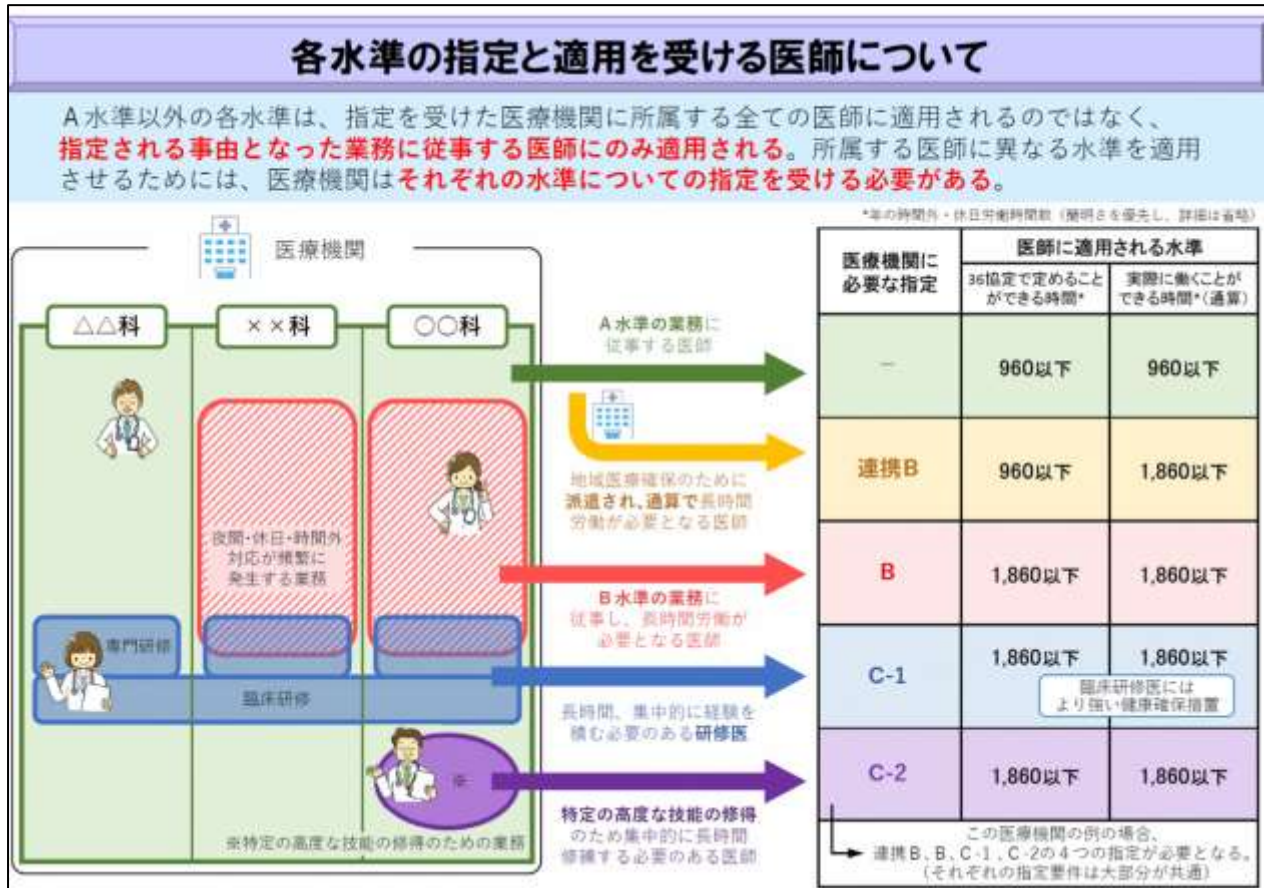 各水準の指定と適用を受ける医師について
A水準以外の各水準は、指定を受けた医療機関に所属する全ての医師に適用されるのではなく、
指定される事由となった業務に従事する医師にのみ適用される。所属する医師に異なる水準を適用
させるためには、医療機関はそれぞれの水準についての指定を受ける必要がある。
*年の時間外・休日労働時間数（簡明さを優先し、詳細は省略）
医療機関
△△科
××科
○○科
夜間・休日・時間外
対応が頻繁に
発生する業務
専門研修
臨床研修
※
※特定の高度な技能の修得のための業務
A水準の業務に
従事する医師
地域医療確保のために
派遣され、通算で長時間
労働が必要となる医師
B水準の業務に
従事し、長時間労働が
必要となる医師
長時間、集中的に経験を
積む必要のある研修医
特定の高度な技能の修得
のため集中的に長時間
修練する必要のある医師
医療機関に
必要な指定
医師に適用される水準
36協定で定めること
ができる時間*
実際に働くことが
できる時間*（通算）
－
960以下
960以下
連携B
960以下
1,860以下
B
1,860以下
1,860以下
C-1
1,860以下
1,860以下
臨床研修医には
より強い健康確保措置
C-2
1,860以下
1,860以下
この医療機関の例の場合、
連携B、B、C-1、C-2の4つの指定が必要となる。
（それぞれの指定要件は大部分が共通）